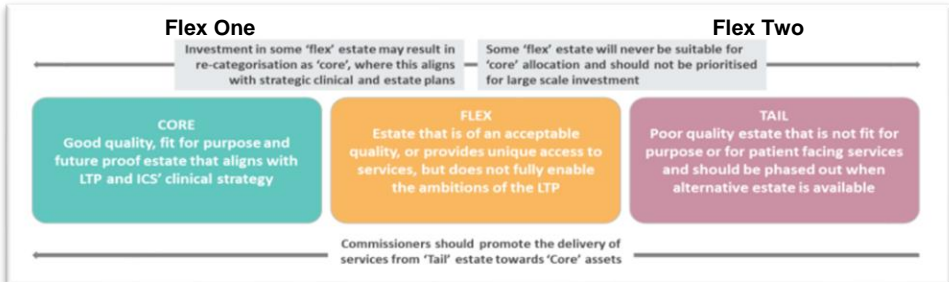 Flex One
Flex Two
Investment in some 'flex' estate may result in
re-categorisation as 'core', where this aligns
with strategic clinical and estate plans
Some 'flex' estate will never be suitable for
'core' allocation and should not be prioritised
for large scale investment
CORE
Good quality, fit for purpose and
future proof estate that aligns with
LTP and ICS' clinical strategy
FLEX
Estate that is of an acceptable
quality, or provides unique access to
services, but does not fully enable
the ambitions of the LTP
TAIL
Poor quality estate that is not fit for
purpose or for patient facing services
and should be phased out when
alternative estate is available
Commissioners should promote the delivery of
services from 'Tail' estate towards 'Core' assets